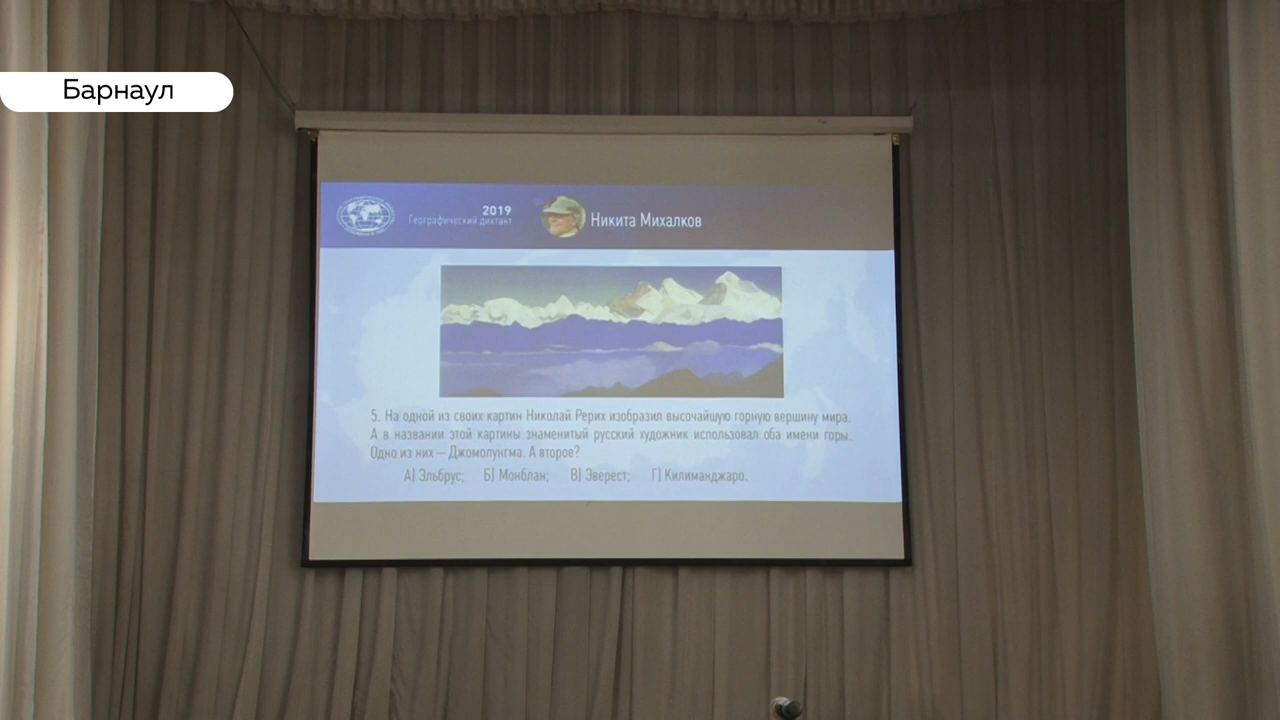 Барнаул
2019
Географический диктант
Никита Михалков
5. На одной из своих картин Николай Рерих изобразил высочайшую горную вершину мира.
А в названии этой картины знаменитый русский художник использовал оба имени горы.
Одно из них — Джомолунгма. А второе?
А) Эльбрус; Б) Монблан; В) Эверест; Г) Килиманджаро.